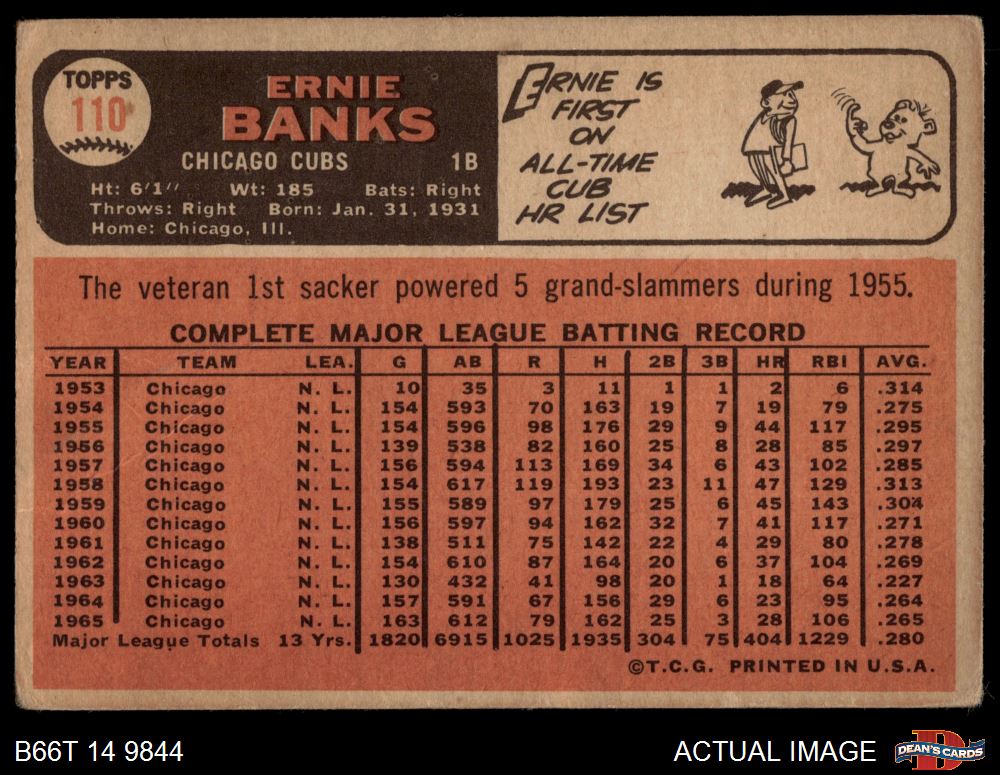 TOPPS
110
ERNIE
BANKS
CHICAGO CUBS 1B
Ht: 6'1" Wt: 185 Bats: Right
Throws: Right Born: Jan. 31, 1931
Home: Chicago, Ill.
ERNIE IS
FIRST
ON
ALL-TIME
CUB
HR LIST
The veteran 1st sacker powered 5 grand-slammers during 1955.
COMPLETE MAJOR LEAGUE BATTING RECORD
YEAR TEAM LEA. G AB R H 2B 3B HR RBI AVG.
1953 Chicago N. L. 10 35 3 11 1 1 2 6 .314
1954 Chicago N. L. 154 593 70 163 19 7 19 79 .275
1955 Chicago N. L. 154 596 98 176 29 9 44 117 .295
1956 Chicago N. L. 139 538 82 160 25 8 28 85 .297
1957 Chicago N. L. 156 594 113 169 34 6 43 102 .285
1958 Chicago N. L. 154 617 119 193 23 11 47 129 .313
1959 Chicago N. L. 155 589 97 179 25 6 45 143 .304
1960 Chicago N. L. 156 597 94 162 32 7 41 117 .271
1961 Chicago N. L. 138 511 75 142 22 4 29 80 .278
1962 Chicago N. L. 154 610 87 164 20 6 37 104 .269
1963 Chicago N. L. 130 432 41 98 20 1 18 64 .227
1964 Chicago N. L. 157 591 67 156 29 6 23 95 .264
1965 Chicago N. L. 163 612 79 162 25 3 28 106 .265
Major League Totals 13 Yrs. 1820 6915 1025 1935 304 75 404 1229 .280
©T.C.G. PRINTED IN U.S.A.
B66T 14 9844 ACTUAL IMAGE DEAN'S CARDS